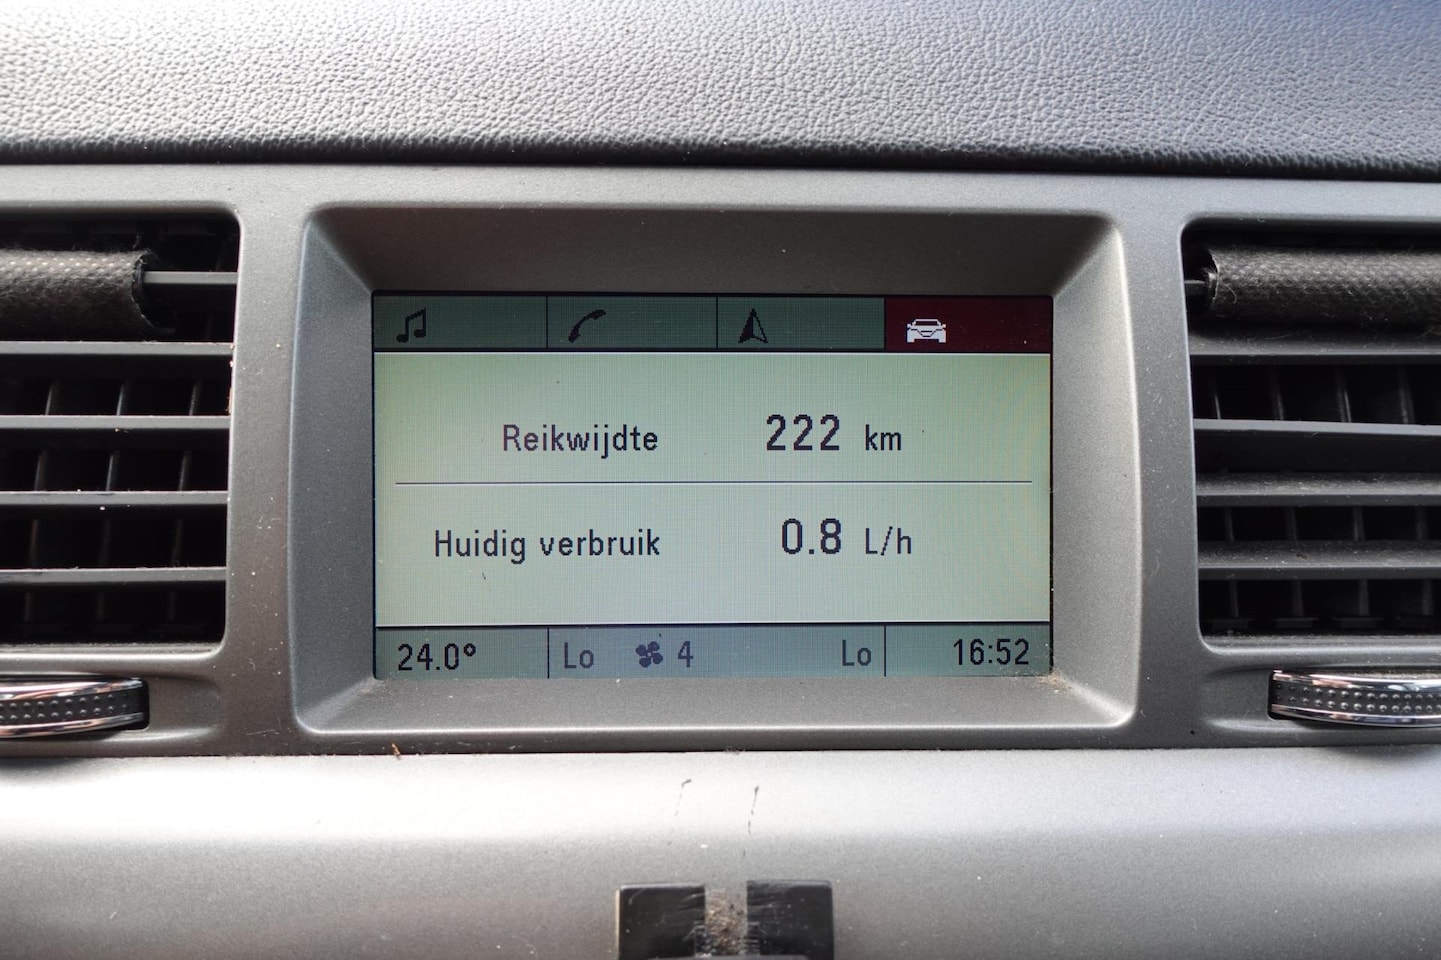 Reikwijdte 222 km
Huidig verbruik 0.8 L/h
24.0° Lo 4 Lo 16:52